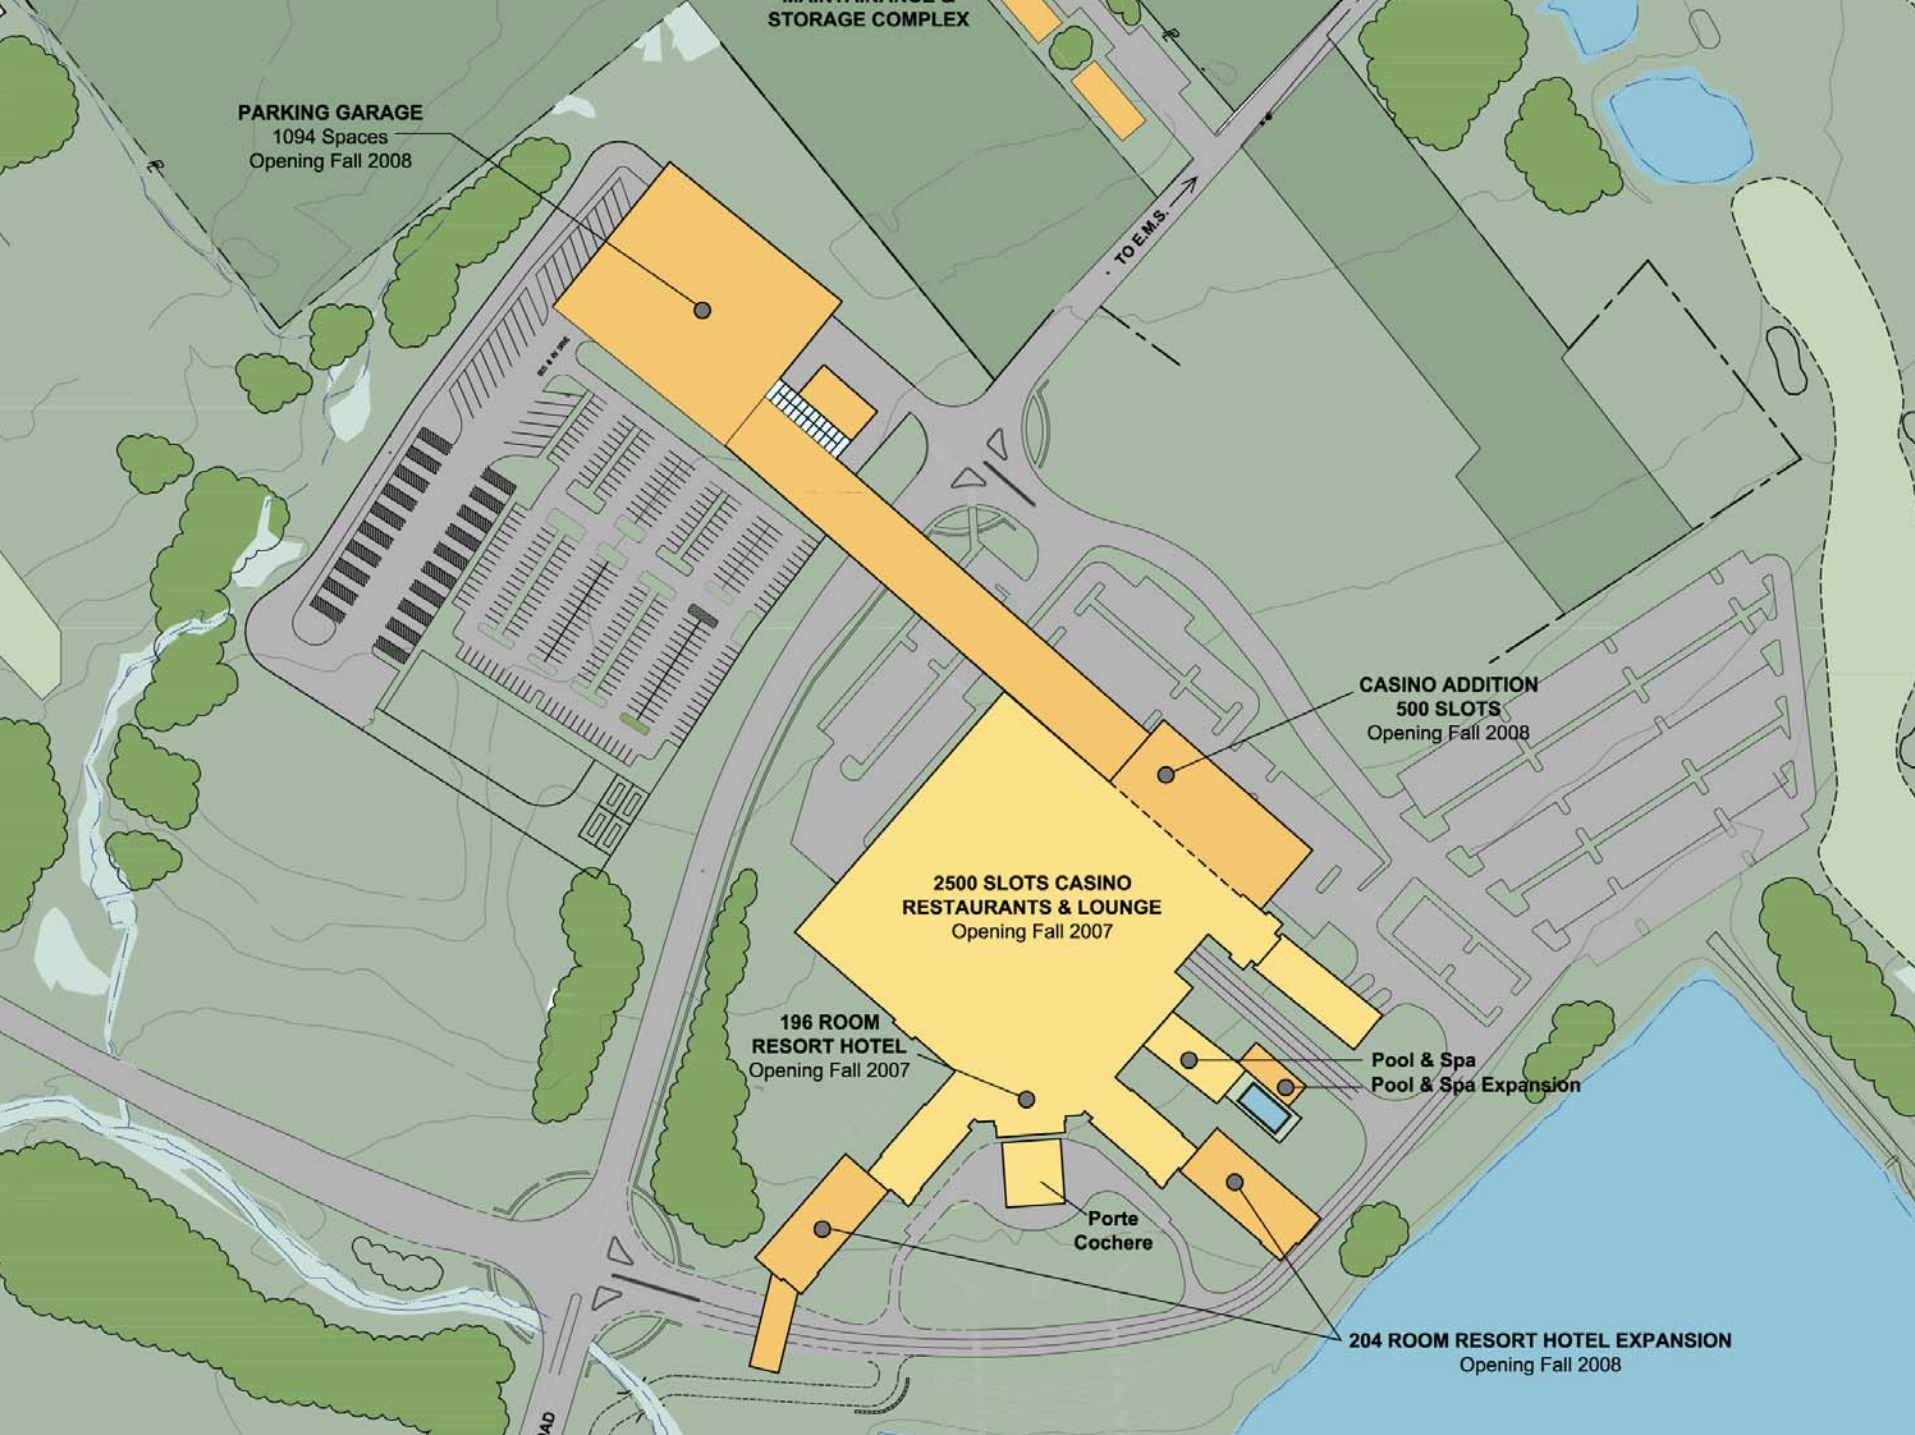 MAINTAINANCE &
STORAGE COMPLEX
PARKING GARAGE
1094 Spaces
Opening Fall 2008
TO E.M.S.
CASINO ADDITION
500 SLOTS
Opening Fall 2008
2500 SLOTS CASINO
RESTAURANTS & LOUNGE
Opening Fall 2007
196 ROOM
RESORT HOTEL
Opening Fall 2007
Pool & Spa
Pool & Spa Expansion
Porte
Cochere
204 ROOM RESORT HOTEL EXPANSION
Opening Fall 2008